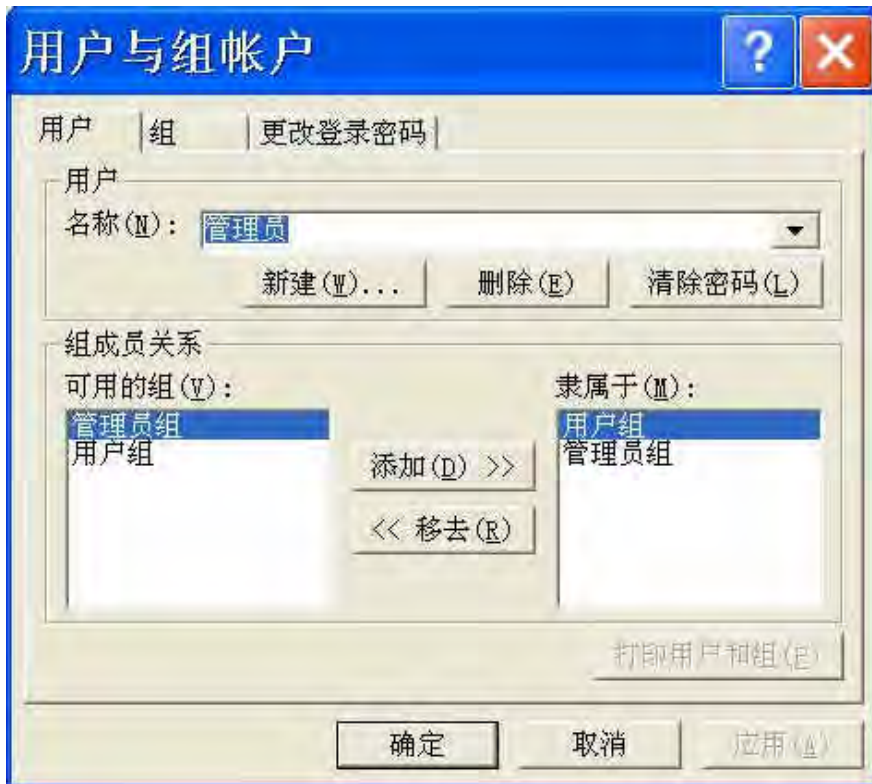 用户与组帐户
用户 组 更改登录密码
用户
名称(N): 管理员
新建(W)... 删除(E) 清除密码(L)
组成员关系
可用的组(V): 隶属于(M):
管理员组 用户组
用户组 管理员组
添加(D) >>
<< 移去(R)
打印用户和组(P)
确定 取消 应用(A)